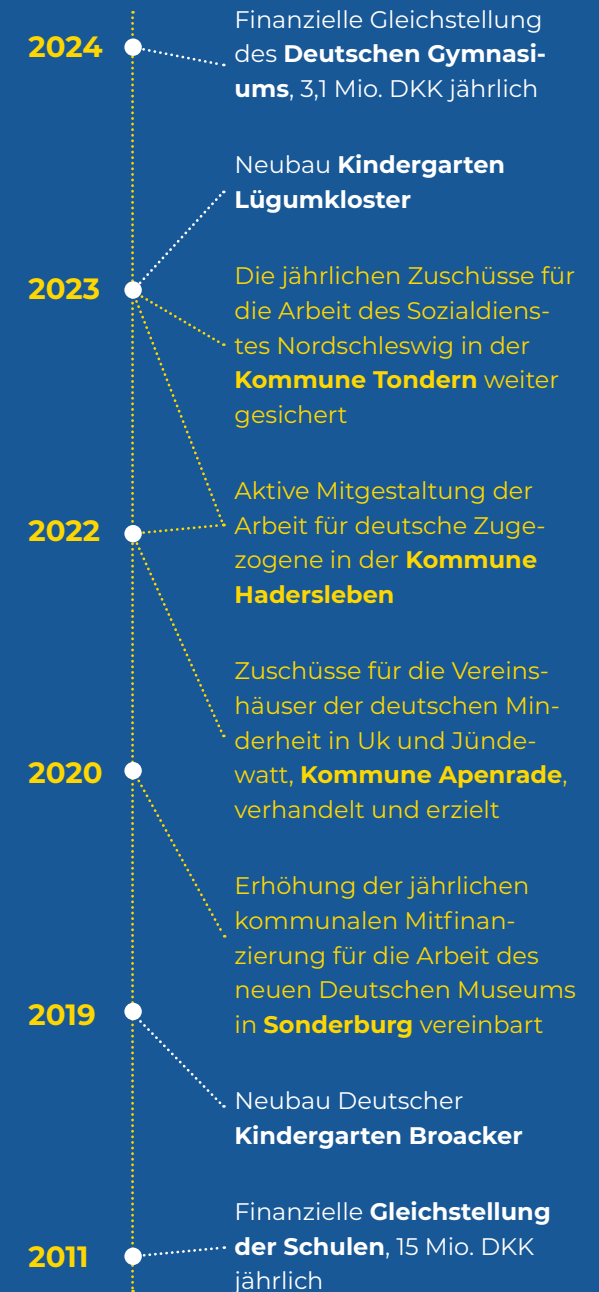 2024
Finanzielle Gleichstellung
des Deutschen Gymnasi-
ums, 3,1 Mio. DKK jährlich
Neubau Kindergarten
Lügumkloster
2023
Die jährlichen Zuschüsse für
die Arbeit des Sozialdiens-
tes Nordschleswig in der
Kommune Tondern weiter
gesichert
2022
Aktive Mitgestaltung der
Arbeit für deutsche Zuge-
zogene in der Kommune
Hadersleben
Zuschüsse für die Vereins-
häuser der deutschen Min-
derheit in Uk und Jünde-
watt, Kommune Apenrade,
verhandelt und erzielt
2020
Erhöhung der jährlichen
kommunalen Mitfinan-
zierung für die Arbeit des
neuen Deutschen Museums
in Sonderburg vereinbart
2019
Neubau Deutscher
Kindergarten Broacker
2011
Finanzielle Gleichstellung
der Schulen, 15 Mio. DKK
jährlich